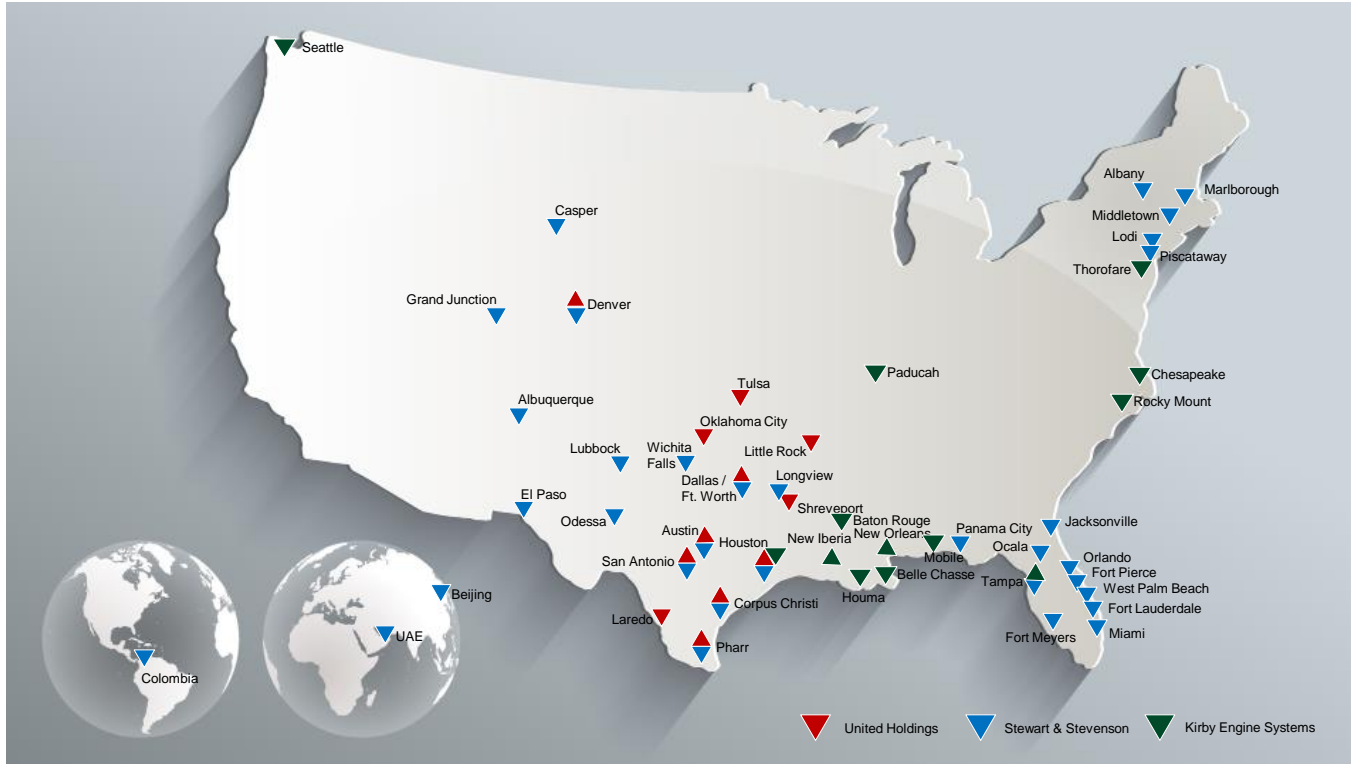 Seattle
Albany
Marlborough
Middletown
Casper
Lodi
Piscataway
Thorofare
Grand Junction
Denver
Paducah
Chesapeake
Tulsa
Albuquerque
Rocky Mount
Oklahoma City
Lubbock
Wichita
Falls
Little Rock
Dallas /
Ft. Worth
Longview
El Paso
Odessa
Shreveport
Baton Rouge
Austin
Houston
New Iberia
New Orleans
Panama City
Jacksonville
Mobile
Ocala
San Antonio
Orlando
Belle Chasse
Fort Pierce
Tampa
West Palm Beach
Beijing
Houma
Corpus Christi
Fort Lauderdale
Laredo
Fort Meyers
Miami
UAE
Pharr
Colombia
United Holdings
Stewart & Stevenson
Kirby Engine Systems